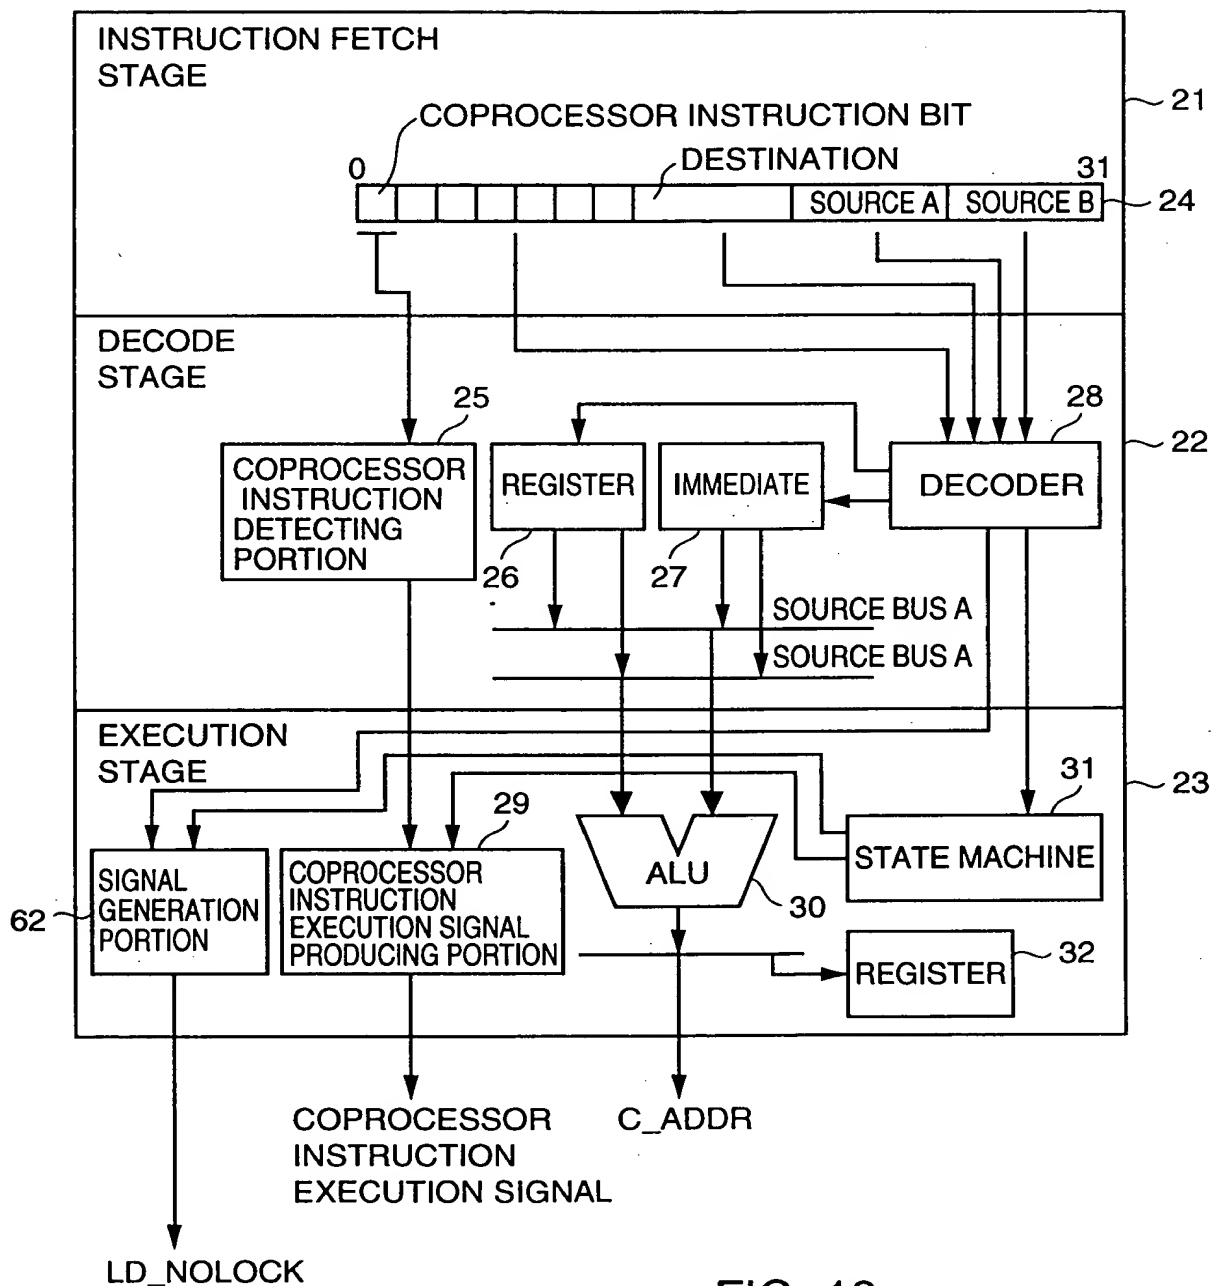 INSTRUCTION FETCH
STAGE
21
COPROCESSOR INSTRUCTION BIT
DESTINATION
0
31
SOURCE A
SOURCE B
24
DECODE
STAGE
25
28
22
COPROCESSOR
INSTRUCTION
DETECTING
PORTION
REGISTER
IMMEDIATE
DECODER
26
27
SOURCE BUS A
SOURCE BUS A
EXECUTION
STAGE
23
29
31
SIGNAL
GENERATION
PORTION
62
COPROCESSOR
INSTRUCTION
EXECUTION SIGNAL
PRODUCING PORTION
ALU
30
STATE MACHINE
REGISTER
32
COPROCESSOR
INSTRUCTION
EXECUTION SIGNAL
C_ADDR
LD_NOLOCK